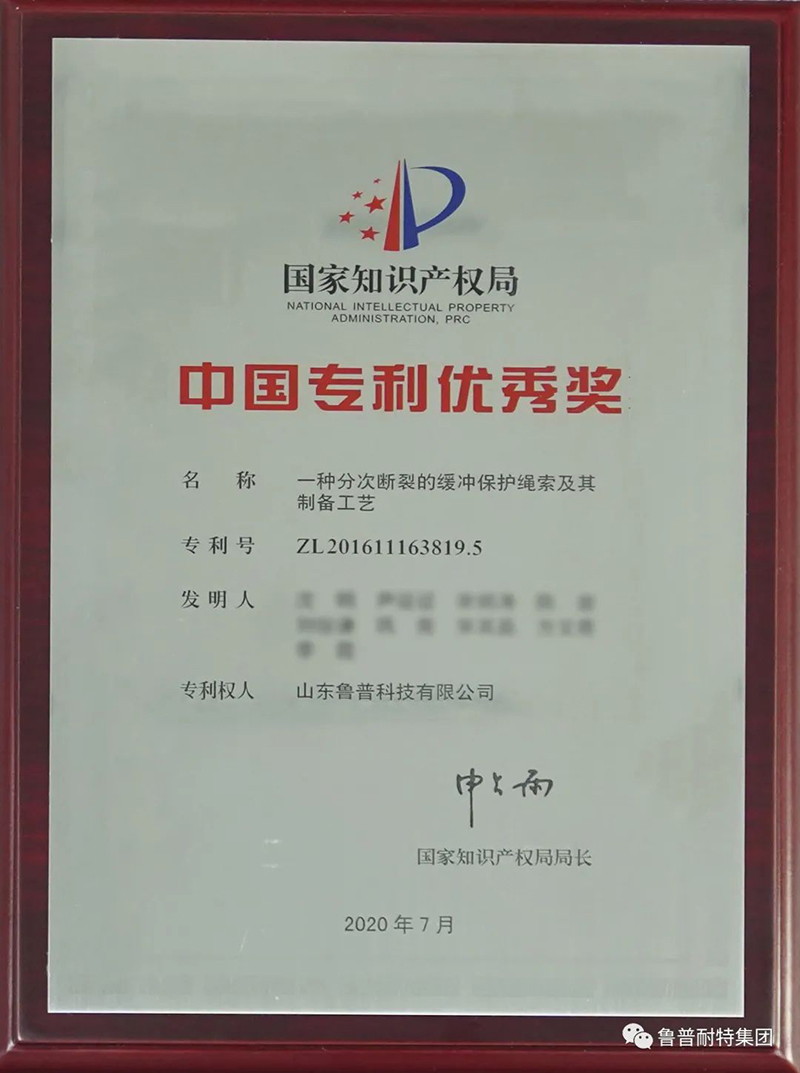 国家知识产权局
NATIONAL INTELLECTUAL PROPERTY
ADMINISTRATION, PRC
中国专利优秀奖
名 称 一种分次断裂的缓冲保护绳索及其
制备工艺
专利号 ZL201611163819.5
发明人
专利权人 山东鲁普科技有限公司
申长雨
国家知识产权局局长
2020年7月
鲁普耐特集团